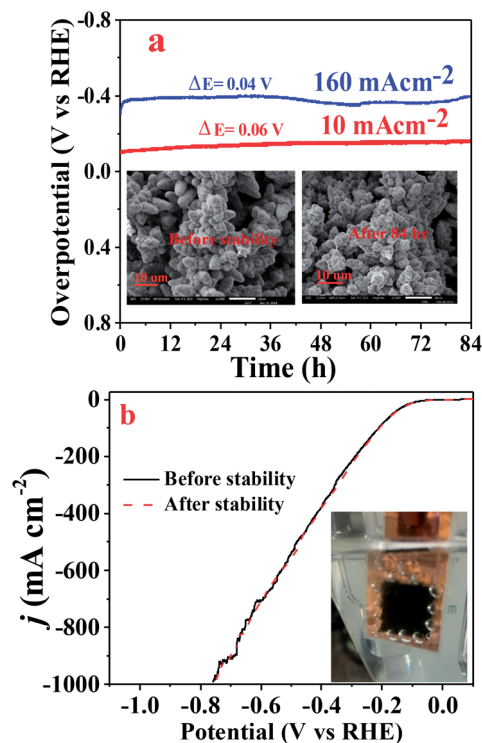 a
-0.8
-0.4
0.0
0.4
0.8
Overpotential (V vs RHE)
ΔE= 0.04 V
160 mAcm-2
ΔE= 0.06 V
10 mAcm-2
Before stability
10 um
After 84 hr
10 um
0 12 24 36 48 60 72 84
Time (h)
b
0
-200
-400
-600
-800
-1000
j (mA cm-2)
Before stability
After stability
-1.0 -0.8 -0.6 -0.4 -0.2 0.0
Potential (V vs RHE)